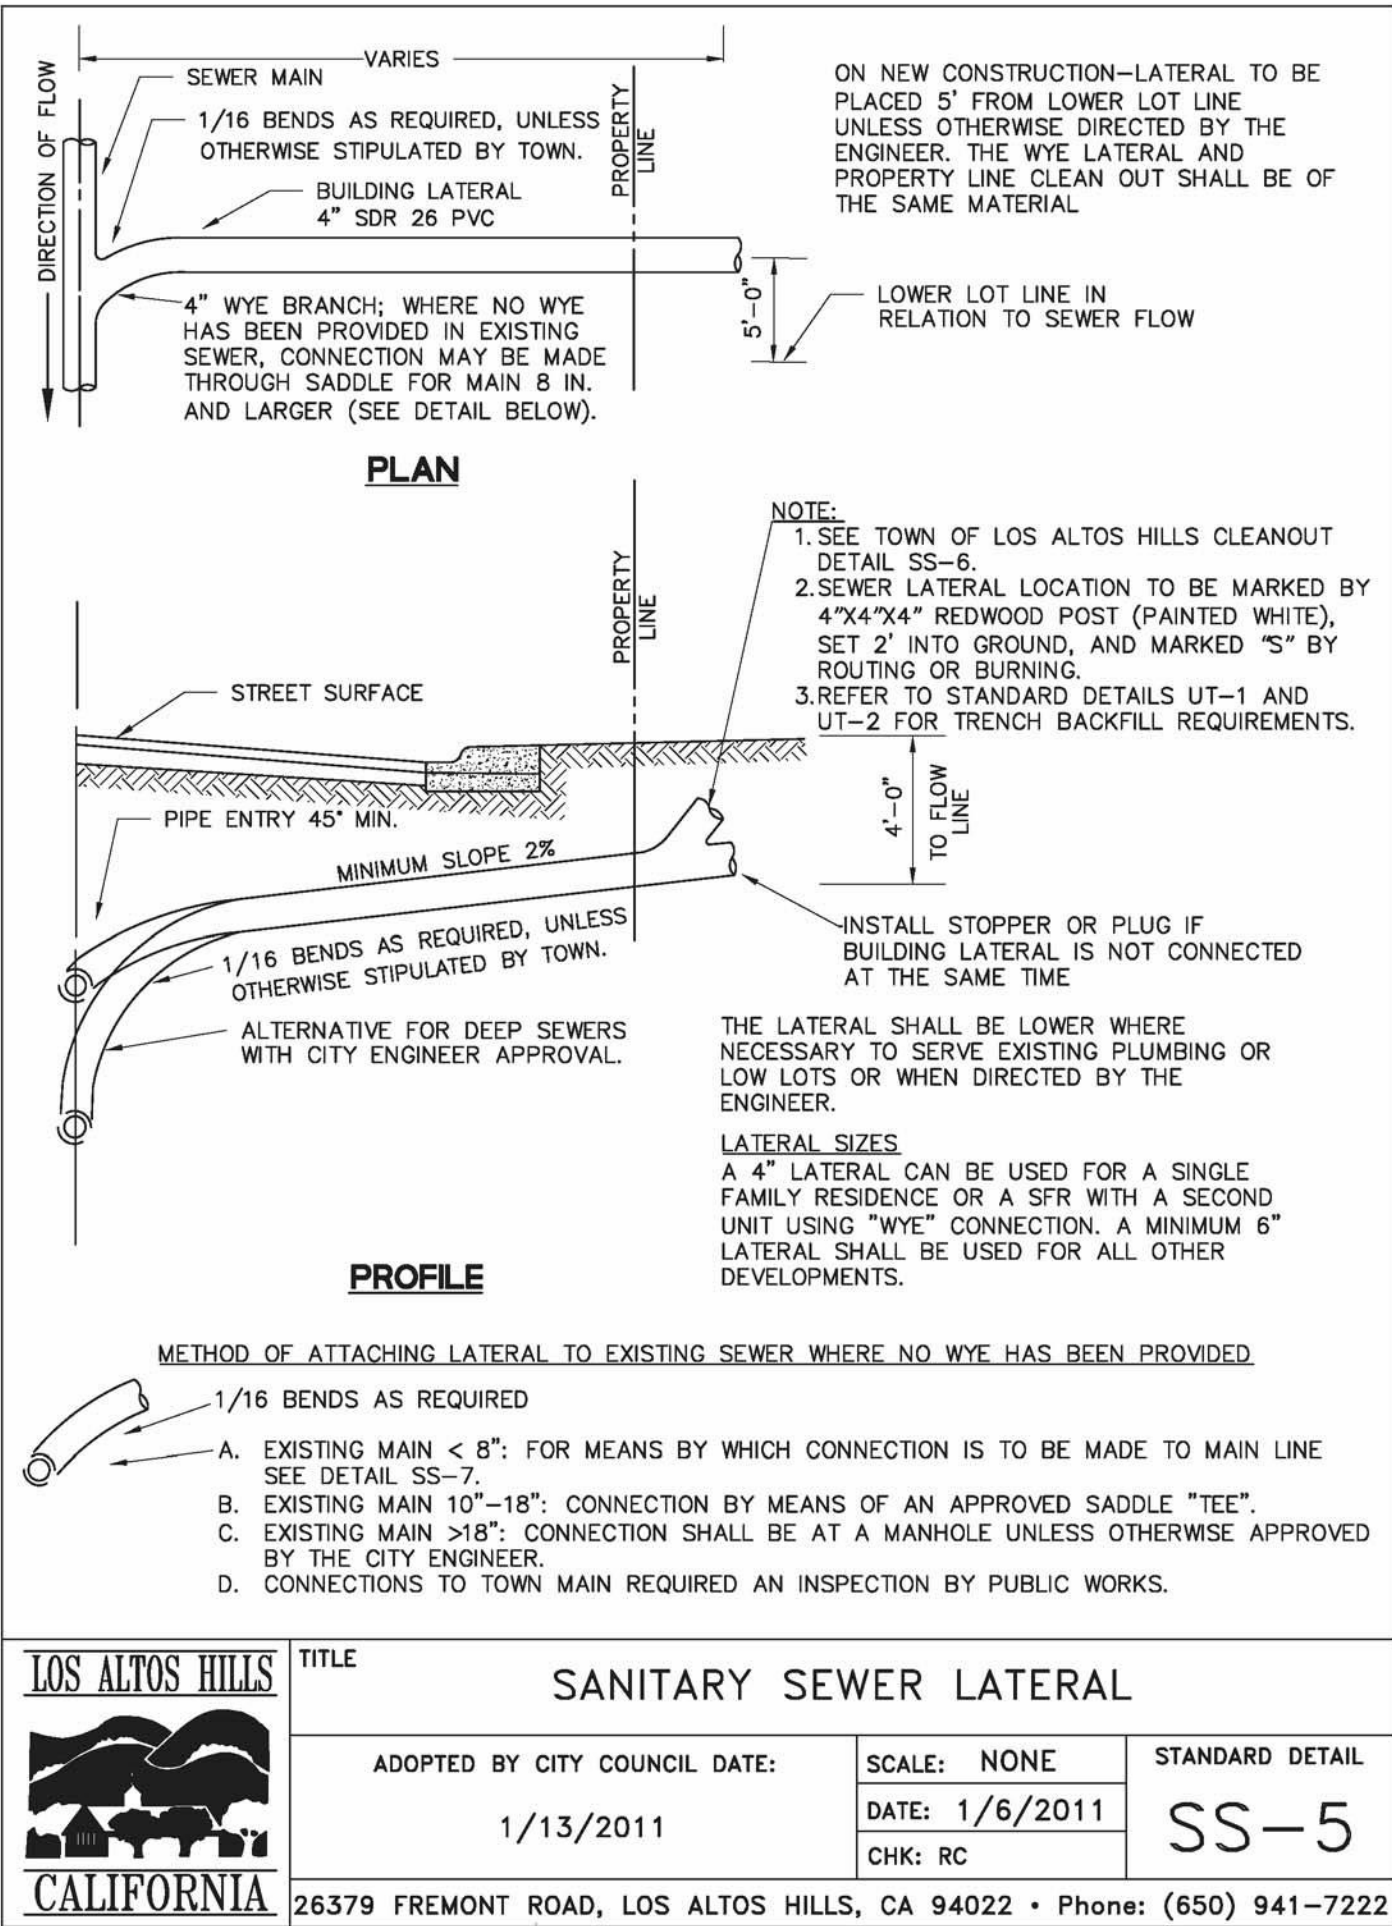 VARIES
SEWER MAIN
1/16 BENDS AS REQUIRED, UNLESS
OTHERWISE STIPULATED BY TOWN.
BUILDING LATERAL
4" SDR 26 PVC
DIRECTION OF FLOW
PROPERTY
LINE
ON NEW CONSTRUCTION-LATERAL TO BE
PLACED 5' FROM LOWER LOT LINE
UNLESS OTHERWISE DIRECTED BY THE
ENGINEER. THE WYE LATERAL AND
PROPERTY LINE CLEAN OUT SHALL BE OF
THE SAME MATERIAL
4" WYE BRANCH; WHERE NO WYE
HAS BEEN PROVIDED IN EXISTING
SEWER, CONNECTION MAY BE MADE
THROUGH SADDLE FOR MAIN 8 IN.
AND LARGER (SEE DETAIL BELOW).
5'-0"
LOWER LOT LINE IN
RELATION TO SEWER FLOW
PLAN
PROPERTY
LINE
NOTE:
1. SEE TOWN OF LOS ALTOS HILLS CLEANOUT
DETAIL SS-6.
2. SEWER LATERAL LOCATION TO BE MARKED BY
4"X4"X4" REDWOOD POST (PAINTED WHITE),
SET 2' INTO GROUND, AND MARKED "S" BY
ROUTING OR BURNING.
3. REFER TO STANDARD DETAILS UT-1 AND
UT-2 FOR TRENCH BACKFILL REQUIREMENTS.
STREET SURFACE
PIPE ENTRY 45° MIN.
MINIMUM SLOPE 2%
4'-0"
TO FLOW
LINE
1/16 BENDS AS REQUIRED, UNLESS
OTHERWISE STIPULATED BY TOWN.
INSTALL STOPPER OR PLUG IF
BUILDING LATERAL IS NOT CONNECTED
AT THE SAME TIME
ALTERNATIVE FOR DEEP SEWERS
WITH CITY ENGINEER APPROVAL.
THE LATERAL SHALL BE LOWER WHERE
NECESSARY TO SERVE EXISTING PLUMBING OR
LOW LOTS OR WHEN DIRECTED BY THE
ENGINEER.
LATERAL SIZES
A 4" LATERAL CAN BE USED FOR A SINGLE
FAMILY RESIDENCE OR A SFR WITH A SECOND
UNIT USING "WYE" CONNECTION. A MINIMUM 6"
LATERAL SHALL BE USED FOR ALL OTHER
DEVELOPMENTS.
PROFILE
METHOD OF ATTACHING LATERAL TO EXISTING SEWER WHERE NO WYE HAS BEEN PROVIDED
1/16 BENDS AS REQUIRED
A. EXISTING MAIN < 8": FOR MEANS BY WHICH CONNECTION IS TO BE MADE TO MAIN LINE
SEE DETAIL SS-7.
B. EXISTING MAIN 10"-18": CONNECTION BY MEANS OF AN APPROVED SADDLE "TEE".
C. EXISTING MAIN >18": CONNECTION SHALL BE AT A MANHOLE UNLESS OTHERWISE APPROVED
BY THE CITY ENGINEER.
D. CONNECTIONS TO TOWN MAIN REQUIRED AN INSPECTION BY PUBLIC WORKS.
LOS ALTOS HILLS
CALIFORNIA
TITLE
SANITARY SEWER LATERAL
ADOPTED BY CITY COUNCIL DATE:
1/13/2011
SCALE: NONE
DATE: 1/6/2011
CHK: RC
STANDARD DETAIL
SS-5
26379 FREMONT ROAD, LOS ALTOS HILLS, CA 94022 • Phone: (650) 941-7222